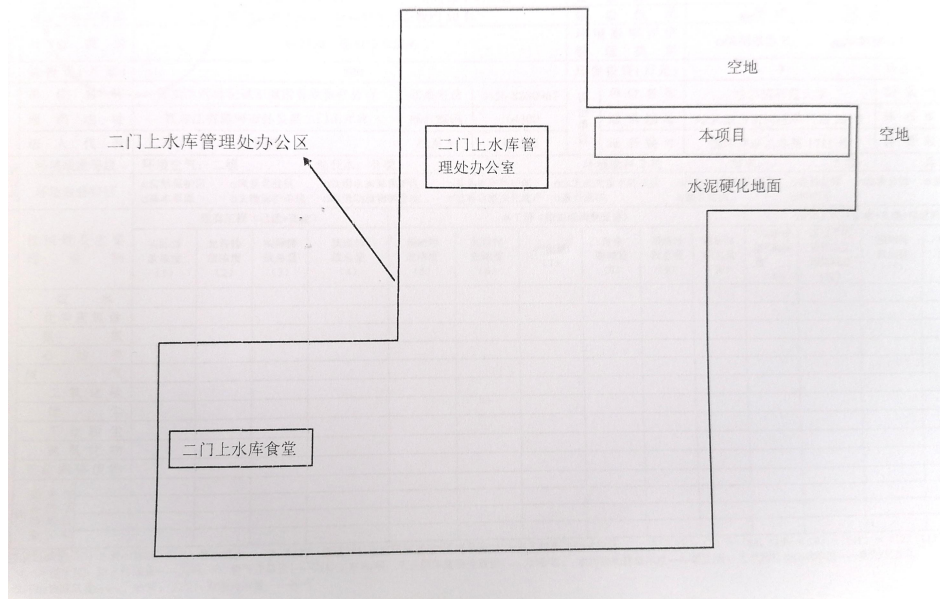 空地
二门上水库管理处办公区
二门上水库管
理处办公室
本项目
空地
水泥硬化地面
二门上水库食堂